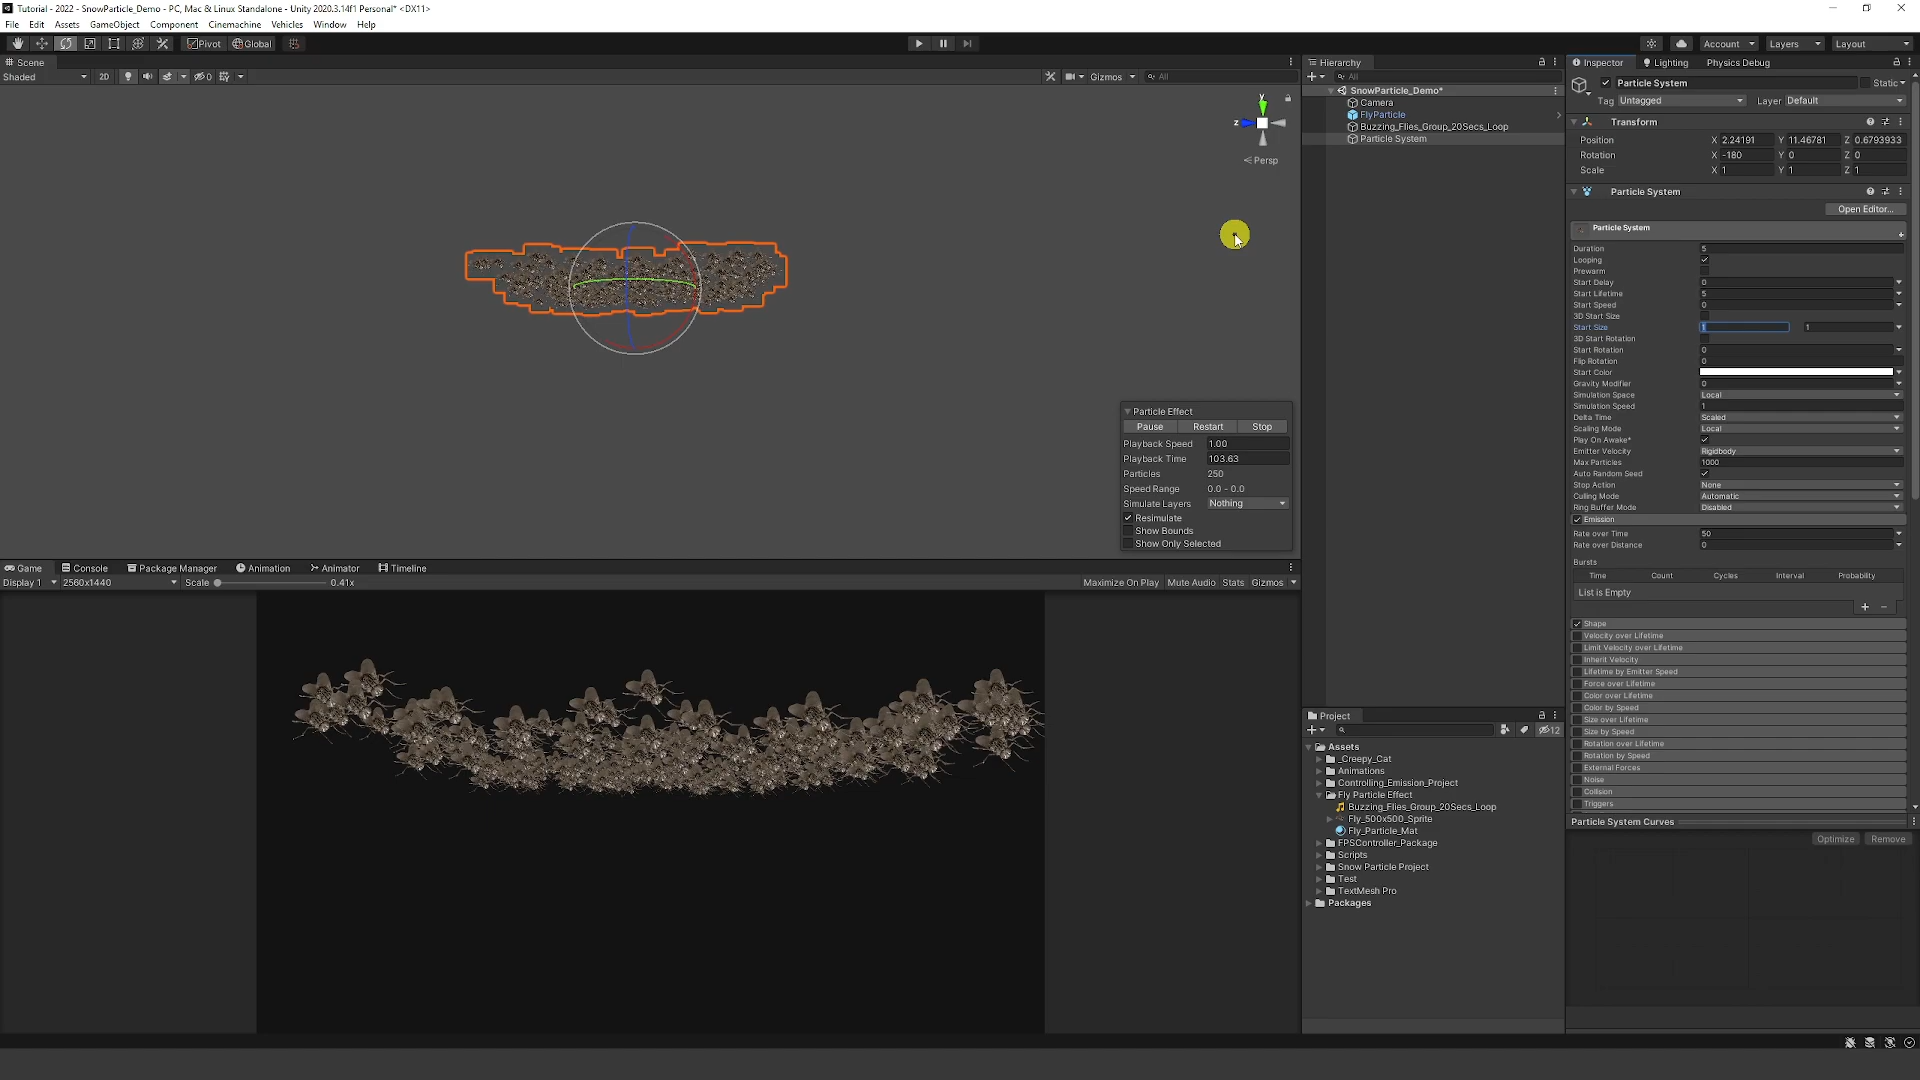 Tutorial - 2022 - SnowParticle_Demo - PC, Mac & Linux Standalone - Unity 2020.3.14f1 Personal* <DX11>
File Edit Assets GameObject Component Cinemachine Vehicles Window Help
Pivot Global Account Layers Layout
Scene
Shaded 2D 0 Gizmos All
y
z
Persp
Particle Effect
Pause Restart Stop
Playback Speed 1.00
Playback Time 103.63
Particles 250
Speed Range 0.0 - 0.0
Simulate Layers Nothing
Resimulate
Show Bounds
Show Only Selected
Game Console Package Manager Animation Animator Timeline
Display 1 2560x1440 Scale 0.41x Maximize On Play Mute Audio Stats Gizmos
Hierarchy
All
SnowParticle_Demo*
Camera
FlyParticle
Buzzing_Flies_Group_20Secs_Loop
Particle System
Project
12
Assets
_Creepy_Cat
Animations
Controlling_Emission_Project
Fly Particle Effect
Buzzing_Flies_Group_20Secs_Loop
Fly_500x500_Sprite
Fly_Particle_Mat
FPSController_Package
Scripts
Snow Particle Project
Test
TextMesh Pro
Packages
Inspector Lighting Physics Debug
Particle System Static
Tag Untagged Layer Default
Transform
Position X 2.24191 Y 11.46781 Z 0.6793933
Rotation X -180 Y 0 Z 0
Scale X 1 Y 1 Z 1
Particle System
Open Editor...
Particle System
Duration 5
Looping
Prewarm
Start Delay 0
Start Lifetime 5
Start Speed 0
3D Start Size
Start Size 1 1
3D Start Rotation
Start Rotation 0
Flip Rotation 0
Start Color
Gravity Modifier 0
Simulation Space Local
Simulation Speed 1
Delta Time Scaled
Scaling Mode Local
Play On Awake*
Emitter Velocity Rigidbody
Max Particles 1000
Auto Random Seed
Stop Action None
Culling Mode Automatic
Ring Buffer Mode Disabled
Emission
Rate over Time 50
Rate over Distance 0
Bursts
Time Count Cycles Interval Probability
List is Empty
Shape
Velocity over Lifetime
Limit Velocity over Lifetime
Inherit Velocity
Lifetime by Emitter Speed
Force over Lifetime
Color over Lifetime
Color by Speed
Size over Lifetime
Size by Speed
Rotation over Lifetime
Rotation by Speed
External Forces
Noise
Collision
Triggers
Particle System Curves
Optimize Remove